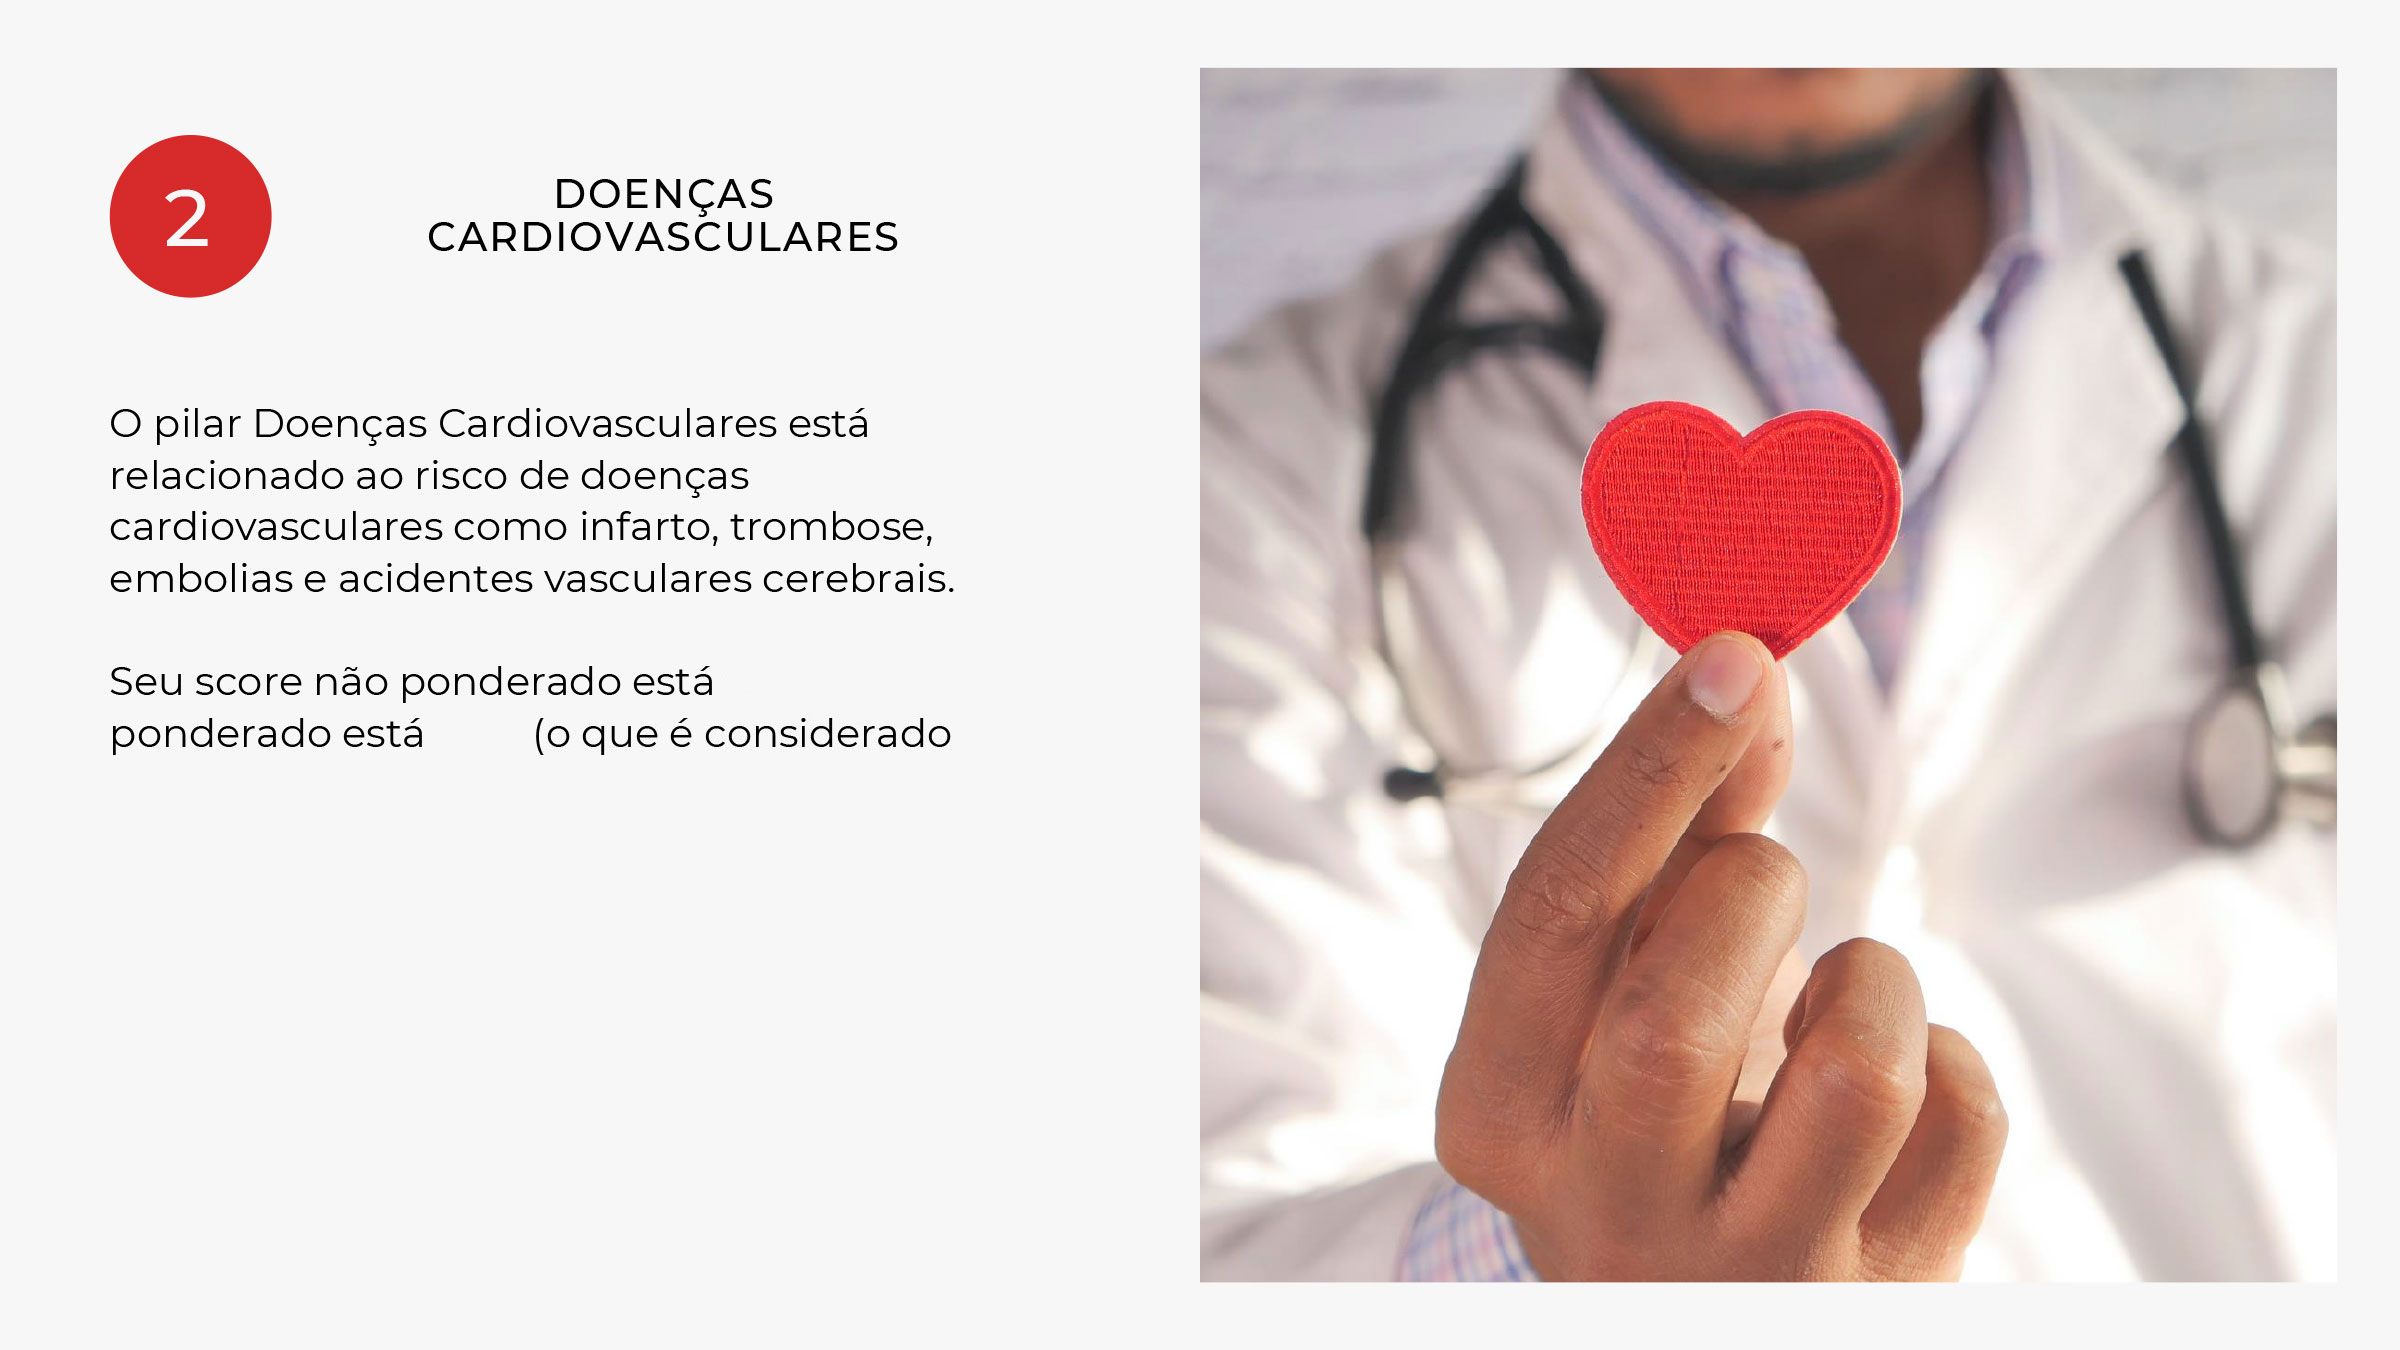 2
DOENÇAS
CARDIOVASCULARES
O pilar Doenças Cardiovasculares está
relacionado ao risco de doenças
cardiovasculares como infarto, trombose,
embolias e acidentes vasculares cerebrais.
Seu score não ponderado está
ponderado está (o que é considerado